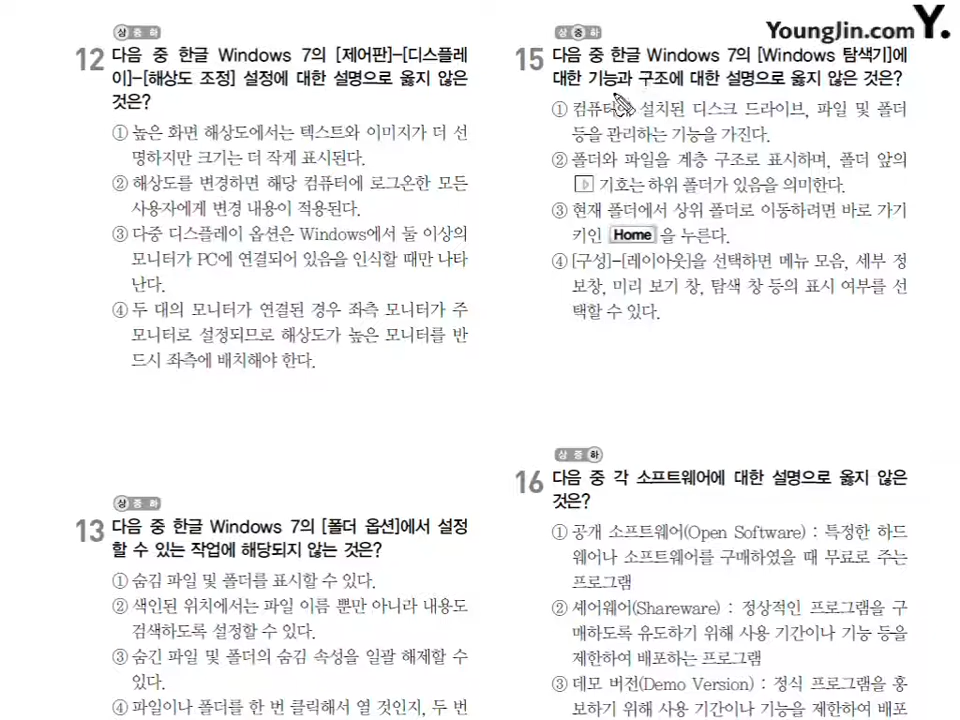 YoungJin.com Y.
상 중 하
12 다음 중 한글 Windows 7의 [제어판]-[디스플레
이]-[해상도 조정] 설정에 대한 설명으로 옳지 않은
것은?
① 높은 화면 해상도에서는 텍스트와 이미지가 더 선
명하지만 크기는 더 작게 표시된다.
② 해상도를 변경하면 해당 컴퓨터에 로그온한 모든
사용자에게 변경 내용이 적용된다.
③ 다중 디스플레이 옵션은 Windows에서 둘 이상의
모니터가 PC에 연결되어 있음을 인식할 때만 나타
난다.
④ 두 대의 모니터가 연결된 경우 좌측 모니터가 주
모니터로 설정되므로 해상도가 높은 모니터를 반
드시 좌측에 배치해야 한다.
상 중 하
13 다음 중 한글 Windows 7의 [폴더 옵션]에서 설정
할 수 있는 작업에 해당되지 않는 것은?
① 숨김 파일 및 폴더를 표시할 수 있다.
② 색인된 위치에서는 파일 이름 뿐만 아니라 내용도
검색하도록 설정할 수 있다.
③ 숨긴 파일 및 폴더의 숨김 속성을 일괄 해제할 수
있다.
④ 파일이나 폴더를 한 번 클릭해서 열 것인지, 두 번
상 중 하
15 다음 중 한글 Windows 7의 [Windows 탐색기]에
대한 기능과 구조에 대한 설명으로 옳지 않은 것은?
① 컴퓨터에 설치된 디스크 드라이브, 파일 및 폴더
등을 관리하는 기능을 가진다.
② 폴더와 파일을 계층 구조로 표시하며, 폴더 앞의
기호는 하위 폴더가 있음을 의미한다.
③ 현재 폴더에서 상위 폴더로 이동하려면 바로 가기
키인 Home 을 누른다.
④ [구성]-[레이아웃]을 선택하면 메뉴 모음, 세부 정
보창, 미리 보기 창, 탐색 창 등의 표시 여부를 선
택할 수 있다.
상 중 하
16 다음 중 각 소프트웨어에 대한 설명으로 옳지 않은
것은?
① 공개 소프트웨어(Open Software) : 특정한 하드
웨어나 소프트웨어를 구매하였을 때 무료로 주는
프로그램
② 셰어웨어(Shareware) : 정상적인 프로그램을 구
매하도록 유도하기 위해 사용 기간이나 기능 등을
제한하여 배포하는 프로그램
③ 데모 버전(Demo Version) : 정식 프로그램을 홍
보하기 위해 사용 기간이나 기능을 제한하여 배포